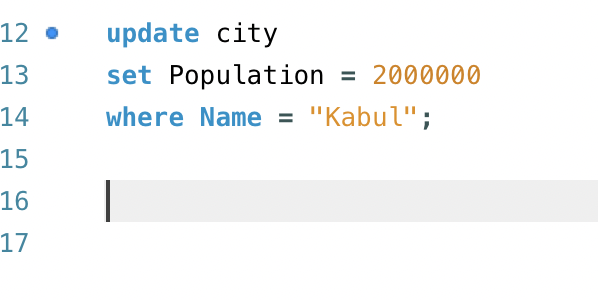 12 update city
13 set Population = 2000000
14 where Name = "Kabul";
15
16
17